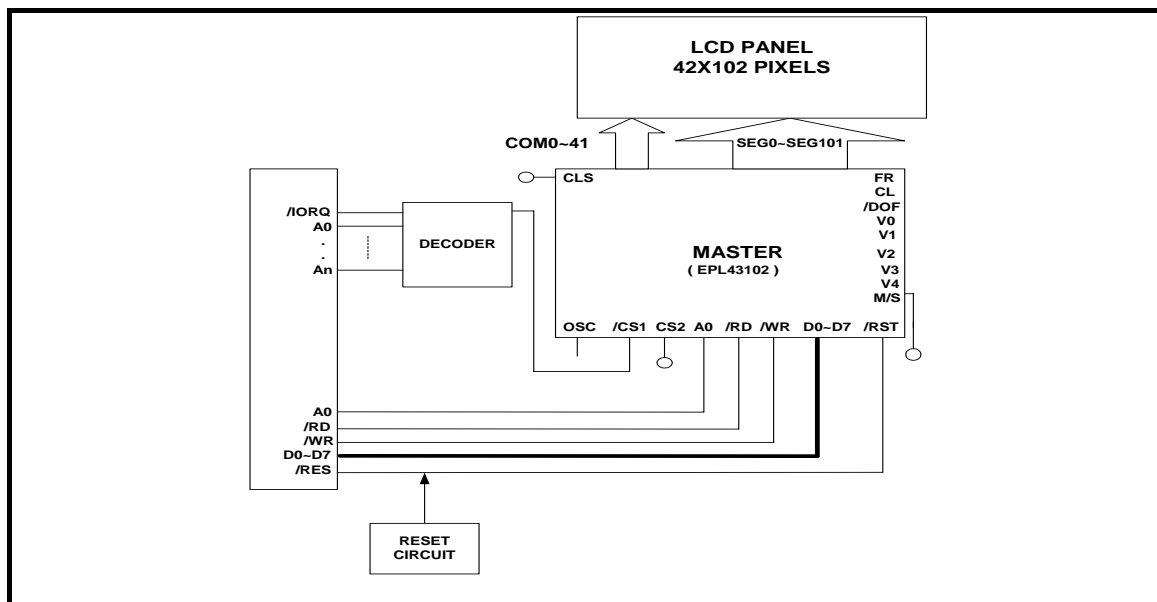 LCD PANEL
42X102 PIXELS
COM0~41
SEG0~SEG101
CLS
FR
CL
/DOF
V0
V1
V2
V3
V4
M/S
MASTER
( EPL43102 )
OSC /CS1 CS2 A0 /RD /WR D0~D7 /RST
/IORQ
A0
.
.
An
DECODER
A0
/RD
/WR
D0~D7
/RES
RESET
CIRCUIT